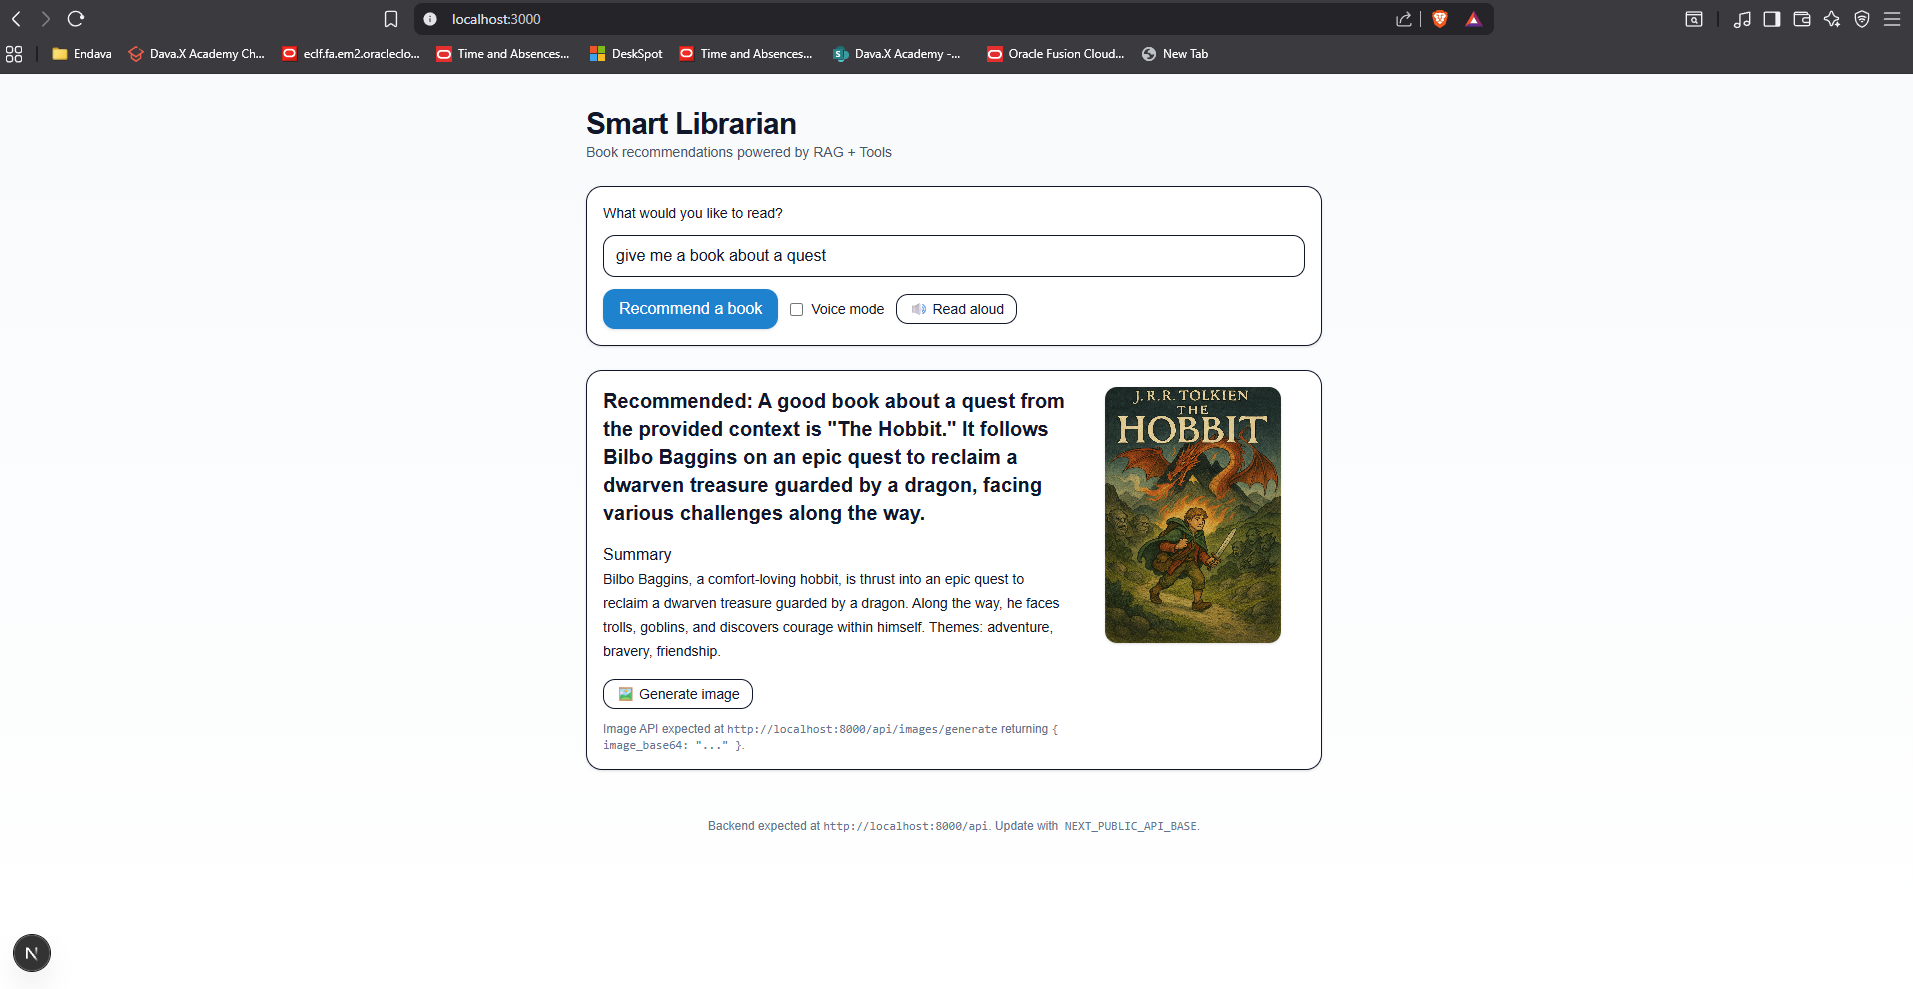 localhost:3000
Endava
Dava.X Academy Ch...
eclf.fa.em2.oracleclo...
Time and Absences...
DeskSpot
Time and Absences...
Dava.X Academy -...
Oracle Fusion Cloud...
New Tab
Smart Librarian
Book recommendations powered by RAG + Tools
What would you like to read?
give me a book about a quest
Recommend a book
Voice mode
Read aloud
Recommended: A good book about a quest from
the provided context is "The Hobbit." It follows
Bilbo Baggins on an epic quest to reclaim a
dwarven treasure guarded by a dragon, facing
various challenges along the way.
J.R.R. TOLKIEN
THE
HOBBIT
Summary
Bilbo Baggins, a comfort-loving hobbit, is thrust into an epic quest to
reclaim a dwarven treasure guarded by a dragon. Along the way, he faces
trolls, goblins, and discovers courage within himself. Themes: adventure,
bravery, friendship.
Generate image
Image API expected at http://localhost:8000/api/images/generate returning {
image_base64: "..." }.
Backend expected at http://localhost:8000/api. Update with NEXT_PUBLIC_API_BASE.
N